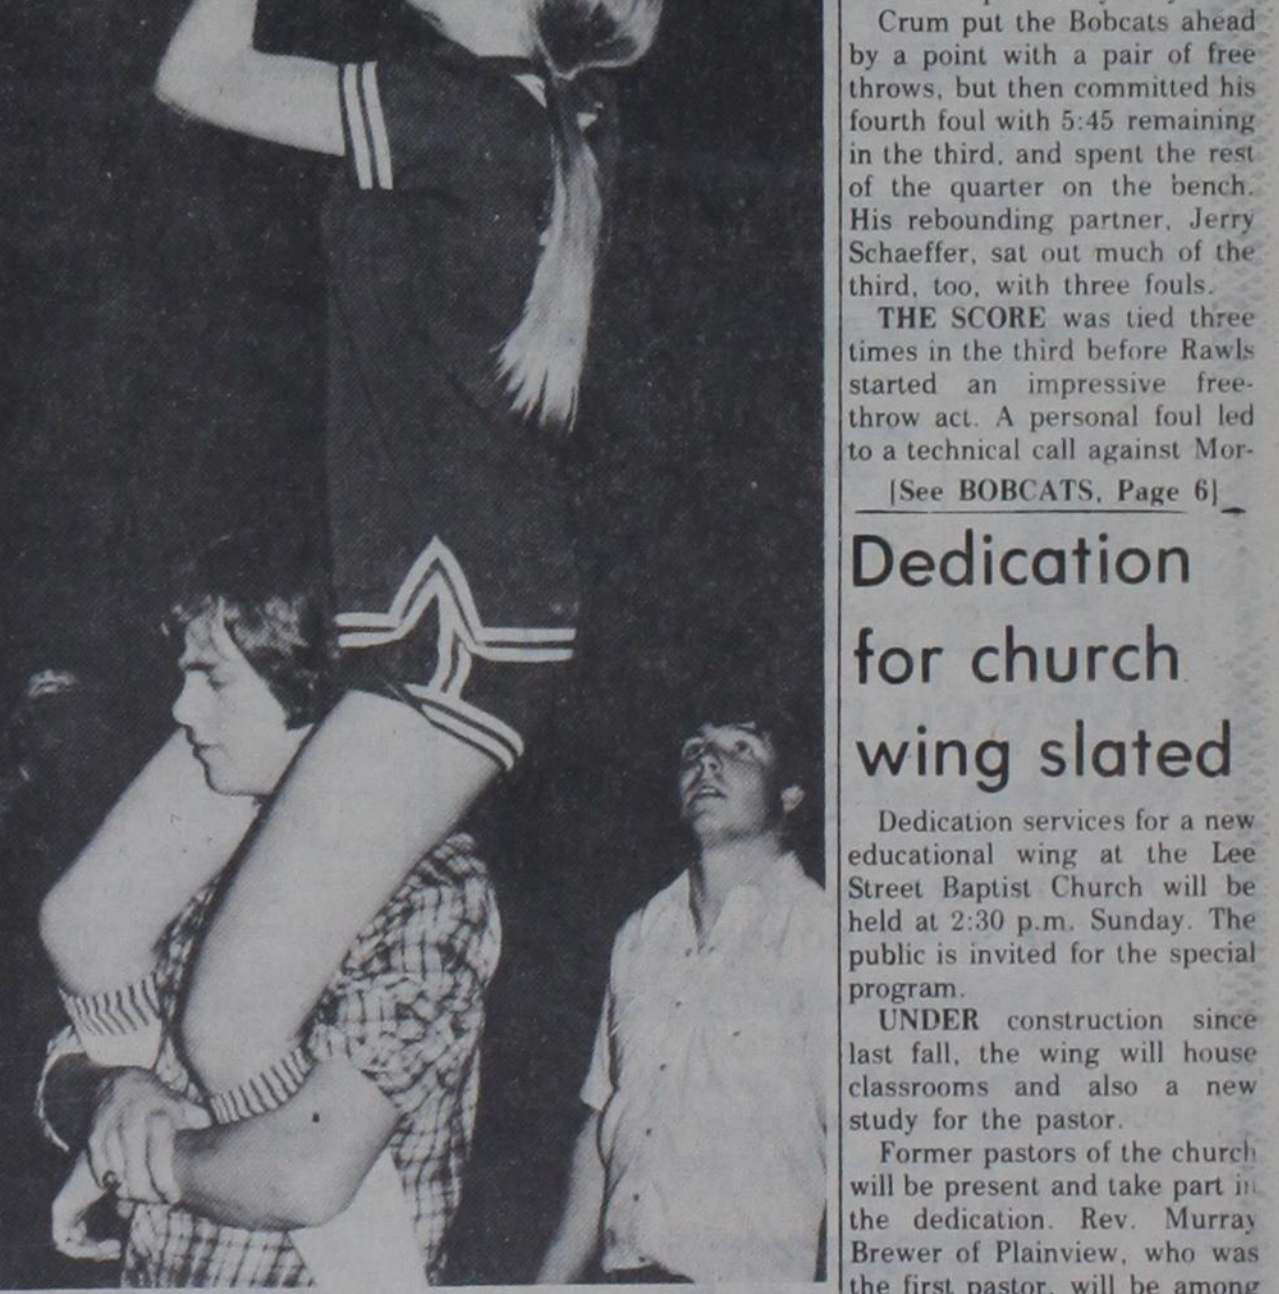 Crum put the Bobcats ahead
by a point with a pair of free
throws, but then committed his
fourth foul with 5:45 remaining
in the third, and spent the rest
of the quarter on the bench.
His rebounding partner, Jerry
Schaeffer, sat out much of the
third, too, with three fouls.
THE SCORE was tied three
times in the third before Rawls
started an impressive free-
throw act. A personal foul led
to a technical call against Mor-
[See BOBCATS, Page 6]
Dedication
for church
wing slated
Dedication services for a new
educational wing at the Lee
Street Baptist Church will be
held at 2:30 p.m. Sunday. The
public is invited for the special
program.
UNDER construction since
last fall, the wing will house
classrooms and also a new
study for the pastor.
Former pastors of the church
will be present and take part in
the dedication. Rev. Murray
Brewer of Plainview, who was
the first pastor, will be among